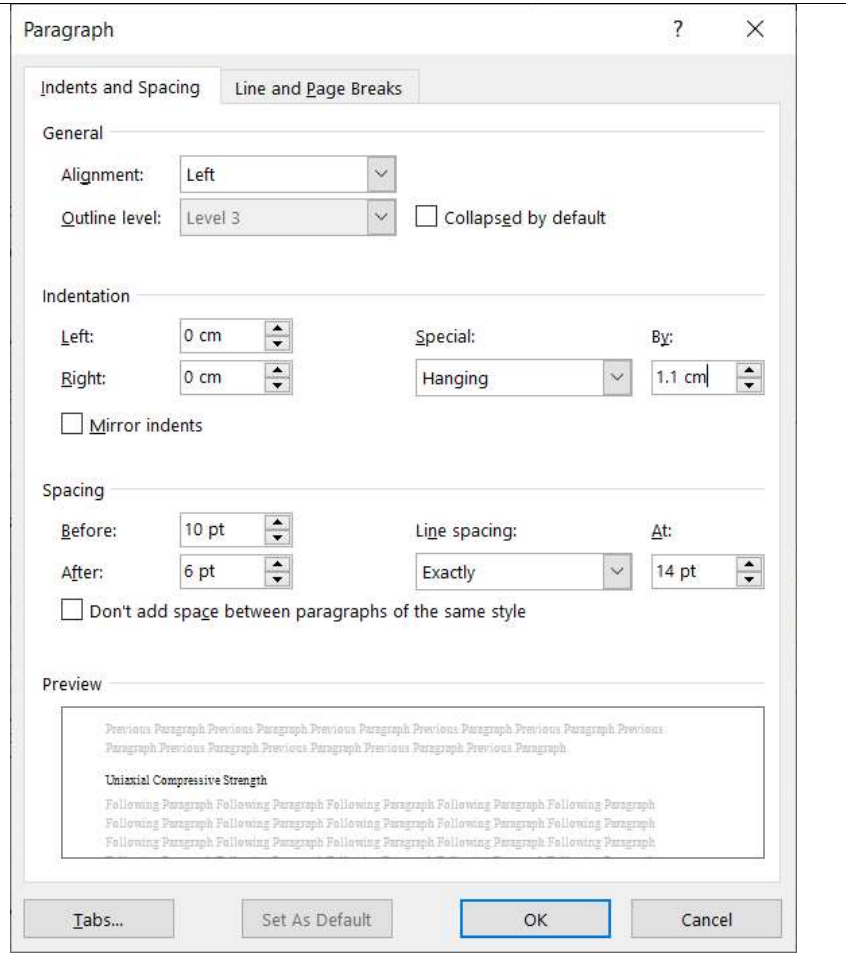 Paragraph ? ×
Indents and Spacing Line and Page Breaks
General
Alignment: Left
Outline level: Level 3 Collapsed by default
Indentation
Left: 0 cm Special: By:
Right: 0 cm Hanging 1.1 cm
Mirror indents
Spacing
Before: 10 pt Line spacing: At:
After: 6 pt Exactly 14 pt
Don't add space between paragraphs of the same style
Preview
Previous Paragraph Previous Paragraph Previous Paragraph Previous Paragraph Previous Paragraph Previous
Paragraph Previous Paragraph Previous Paragraph Previous Paragraph Previous Paragraph
Uniaxial Compressive Strength
Following Paragraph Following Paragraph Following Paragraph Following Paragraph Following Paragraph
Following Paragraph Following Paragraph Following Paragraph Following Paragraph Following Paragraph
Following Paragraph Following Paragraph Following Paragraph Following Paragraph Following Paragraph
Tabs... Set As Default OK Cancel